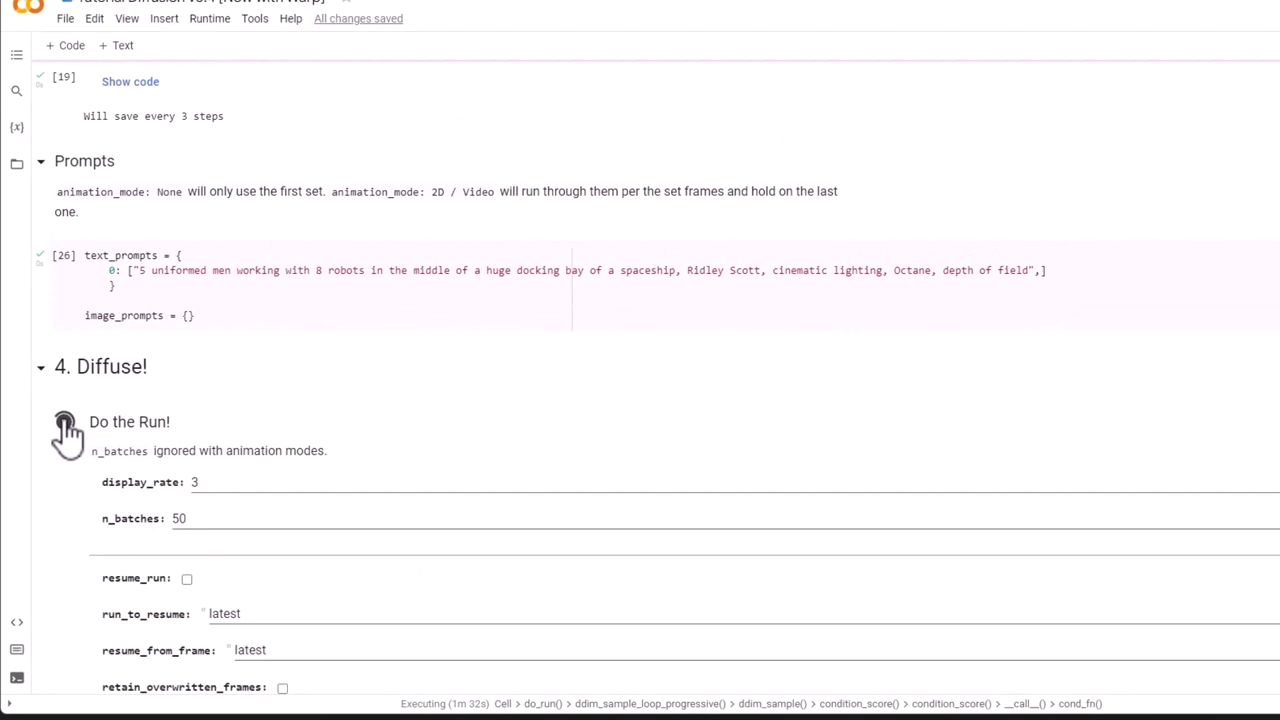 File Edit View Insert Runtime Tools Help All changes saved
+ Code + Text
[19] Show code
Will save every 3 steps
Prompts
animation_mode: None will only use the first set. animation_mode: 2D / Video will run through them per the set frames and hold on the last
one.
[26] text_prompts = {
0: ["5 uniformed men working with 8 robots in the middle of a huge docking bay of a spaceship, Ridley Scott, cinematic lighting, Octane, depth of field",]
}
image_prompts = {}
4. Diffuse!
Do the Run!
n_batches ignored with animation modes.
display_rate: 3
n_batches: 50
resume_run:
run_to_resume: " latest
resume_from_frame: " latest
retain_overwritten_frames:
Executing (1m 32s) Cell > do_run() > ddim_sample_loop_progressive() > ddim_sample() > condition_score() > condition_score() > __call__() > cond_fn()